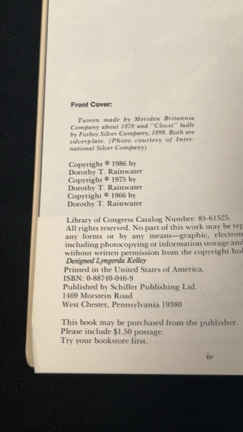 Front Cover:
Tureen made by Meriden Britannia
Company about 1879 and "Cluny" ladle
by Forbes Silver Company, 1898. Both are
silverplate. (Photo courtesy of Inter-
national Silver Company)
Copyright © 1986 by
Dorothy T. Rainwater
Copyright © 1975 by
Dorothy T. Rainwater
Copyright © 1966 by
Dorothy T. Rainwater
Library of Congress Catalog Number: 85-61525.
All rights reserved. No part of this work may be rep
any forms or by any means—graphic, electron
including photocopying or information storage and
without written permission from the copyright hol
Designed Lyngerda Kelley
Printed in the United States of America.
ISBN: 0-88740-046-9
Published by Schiffer Publishing Ltd.
1469 Morstein Road
West Chester, Pennsylvania 19380
This book may be purchased from the publisher.
Please include $1.50 postage.
Try your bookstore first.